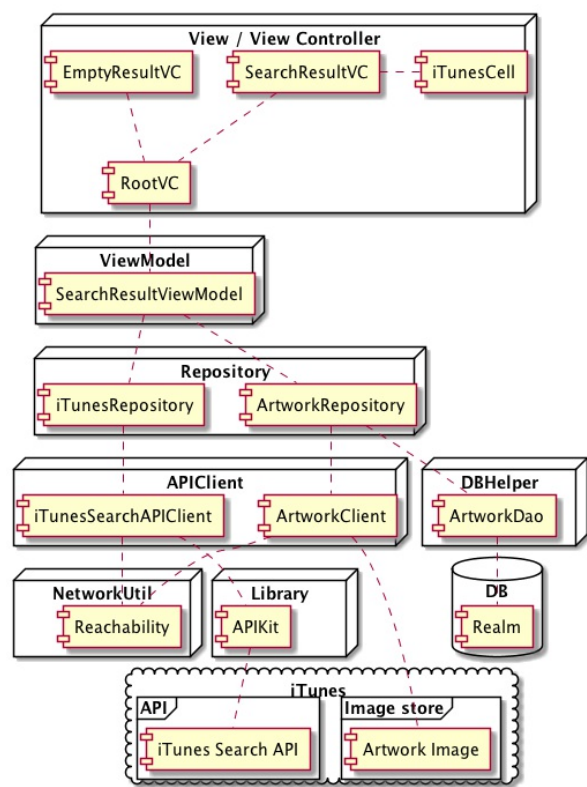 View / View Controller
EmptyResultVC
SearchResultVC
iTunesCell
RootVC
ViewModel
SearchResultViewModel
Repository
iTunesRepository
ArtworkRepository
APIClient
DBHelper
iTunesSearchAPIClient
ArtworkClient
ArtworkDao
NetworkUtil
Library
DB
Reachability
APIKit
Realm
iTunes
API
Image store
iTunes Search API
Artwork Image